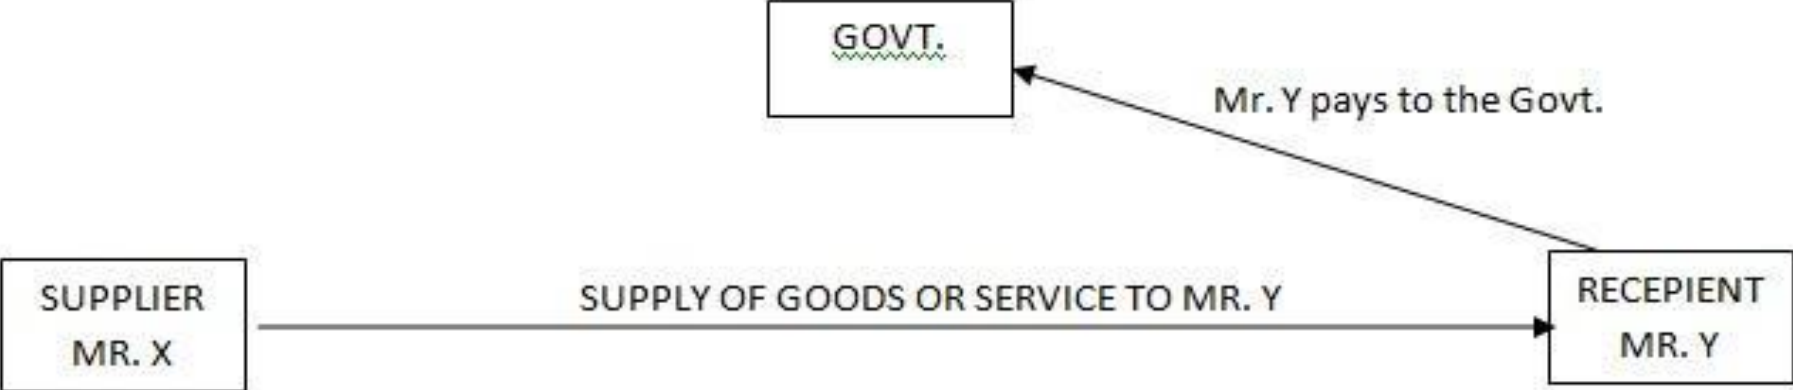 GOVT.
Mr. Y pays to the Govt.
SUPPLIER
MR. X
SUPPLY OF GOODS OR SERVICE TO MR. Y
RECEPIENT
MR. Y